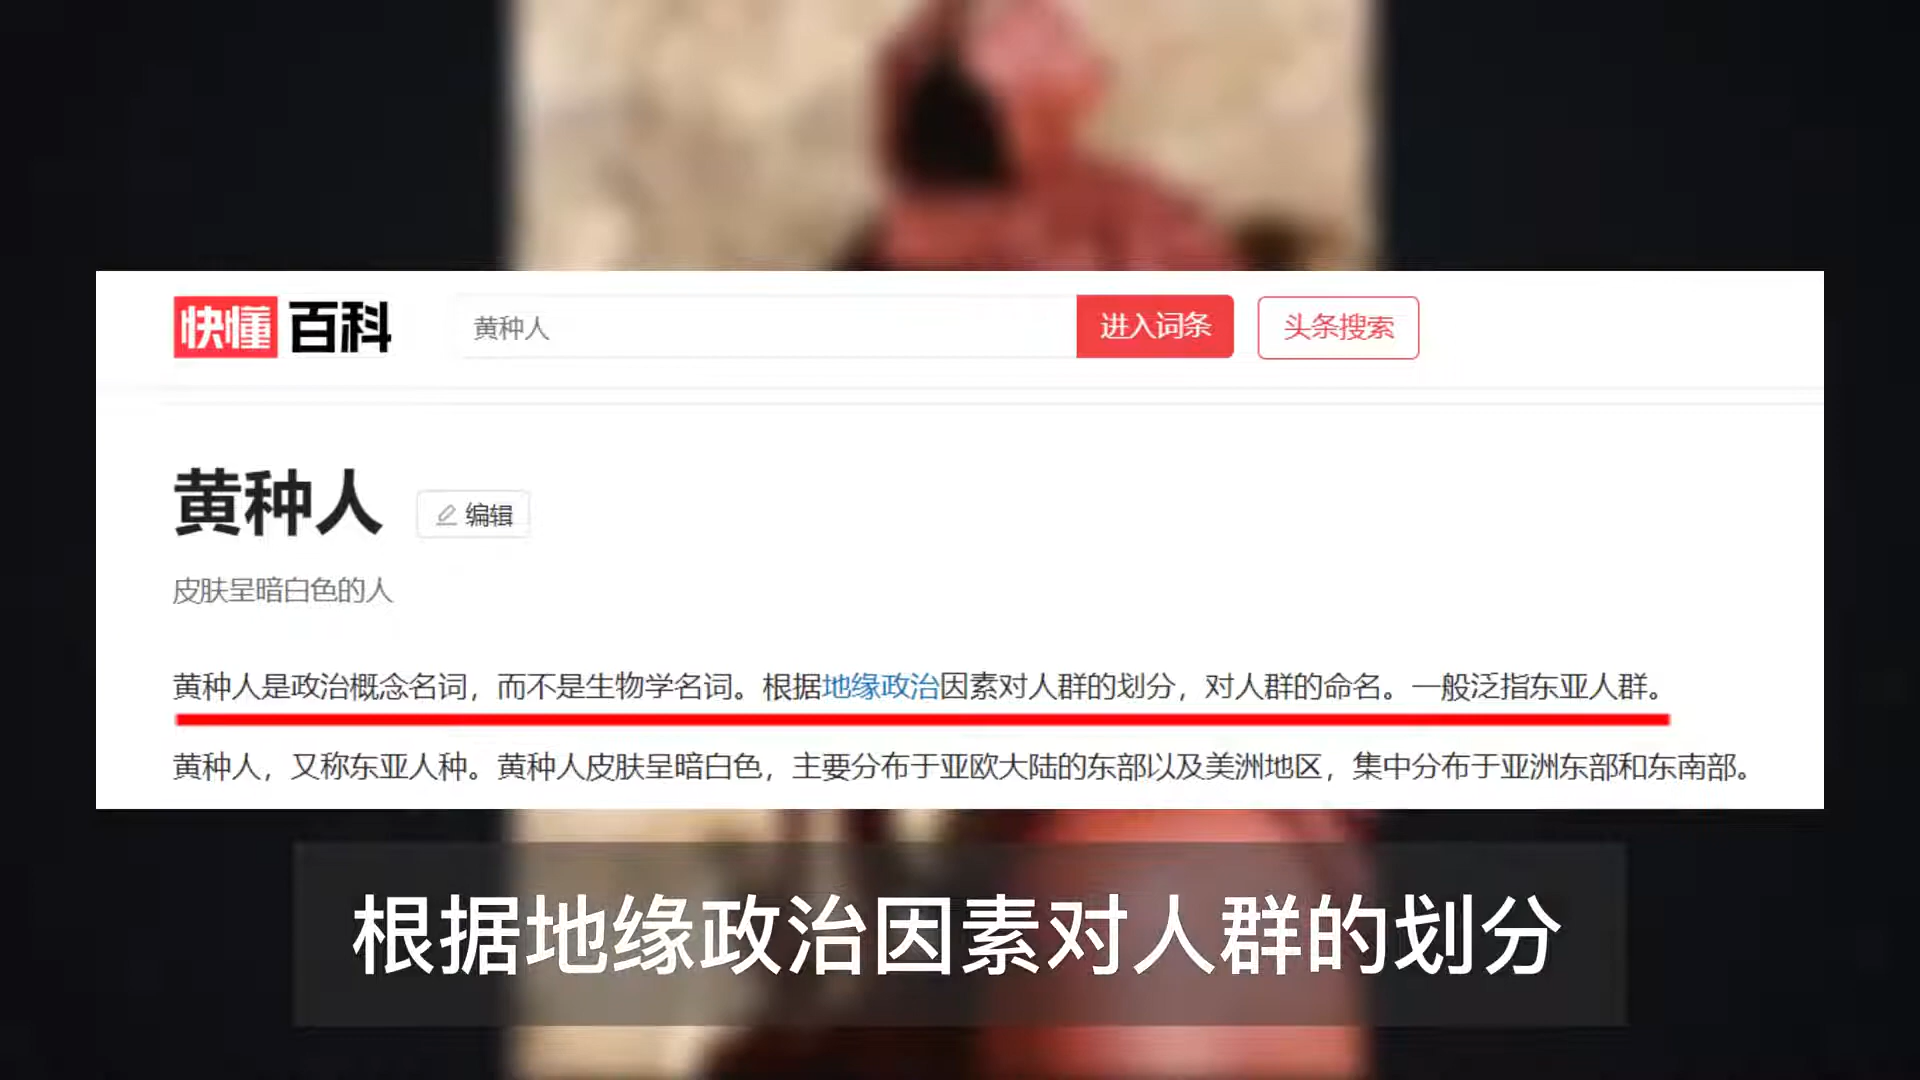 快懂百科 黄种人 进入词条 头条搜索
黄种人 编辑
皮肤呈暗白色的人
黄种人是政治概念名词，而不是生物学名词。根据地缘政治因素对人群的划分，对人群的命名。一般泛指东亚人群。
黄种人，又称东亚人种。黄种人皮肤呈暗白色，主要分布于亚欧大陆的东部以及美洲地区，集中分布于亚洲东部和东南部。
根据地缘政治因素对人群的划分